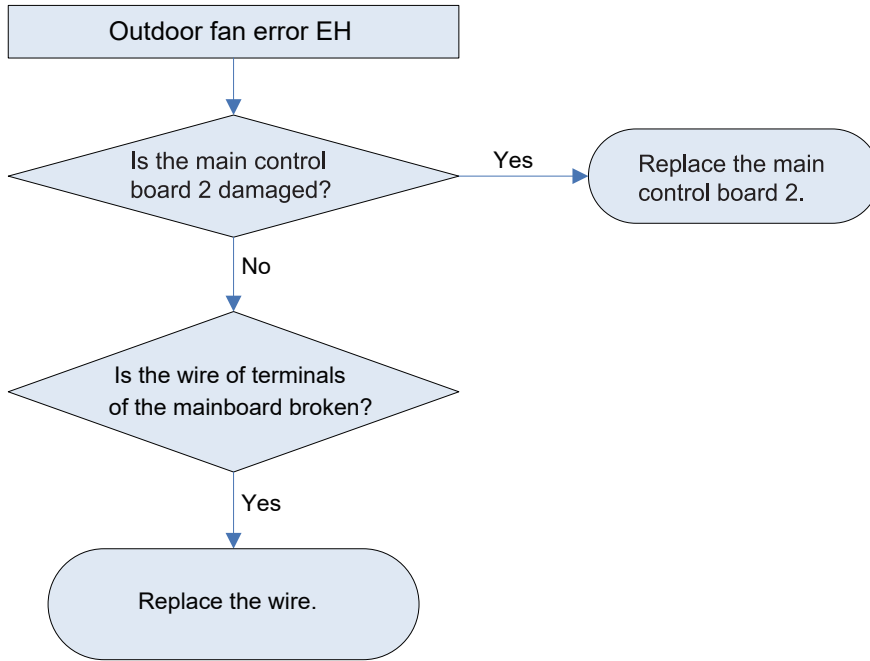 Outdoor fan error EH
Is the main control
board 2 damaged?
Yes
Replace the main
control board 2.
No
Is the wire of terminals
of the mainboard broken?
Yes
Replace the wire.